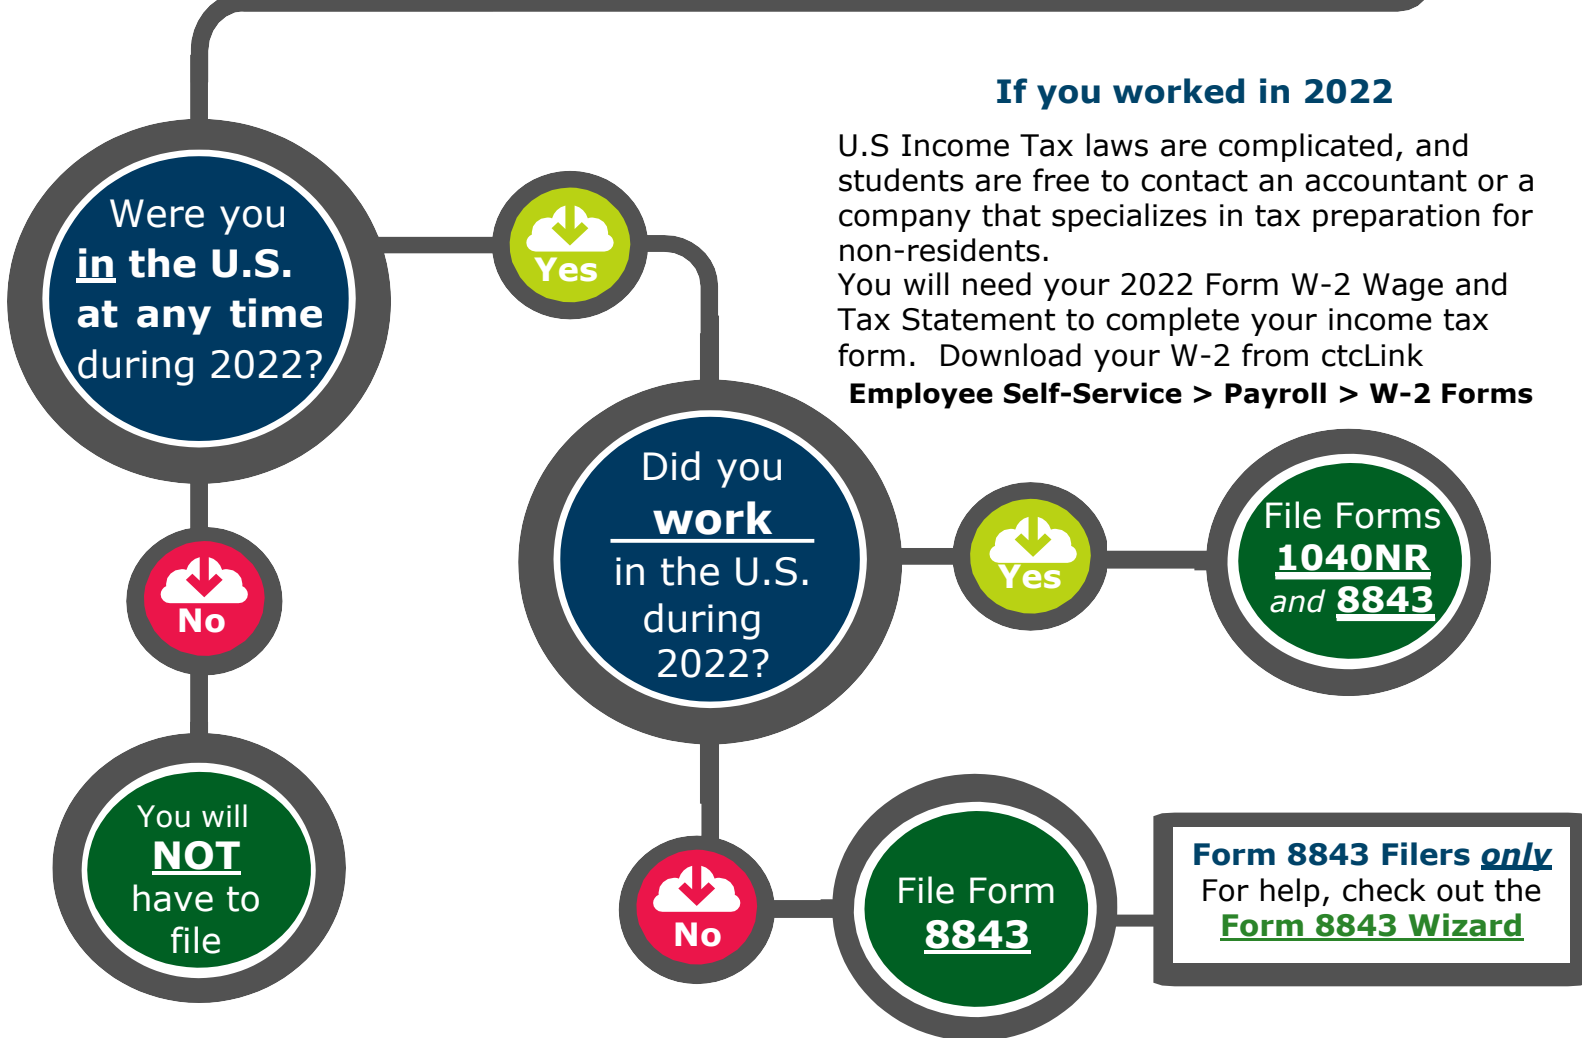 If you worked in 2022
U.S Income Tax laws are complicated, and
students are free to contact an accountant or a
company that specializes in tax preparation for
non-residents.
You will need your 2022 Form W-2 Wage and
Tax Statement to complete your income tax
form.  Download your W-2 from ctcLink
Employee Self-Service > Payroll > W-2 Forms
Were you
in the U.S.
at any time
during 2022?
Yes
No
You will
NOT
have to
file
Did you
work
in the U.S.
during
2022?
Yes
File Forms
1040NR
and 8843
No
File Form
8843
Form 8843 Filers only
For help, check out the
Form 8843 Wizard